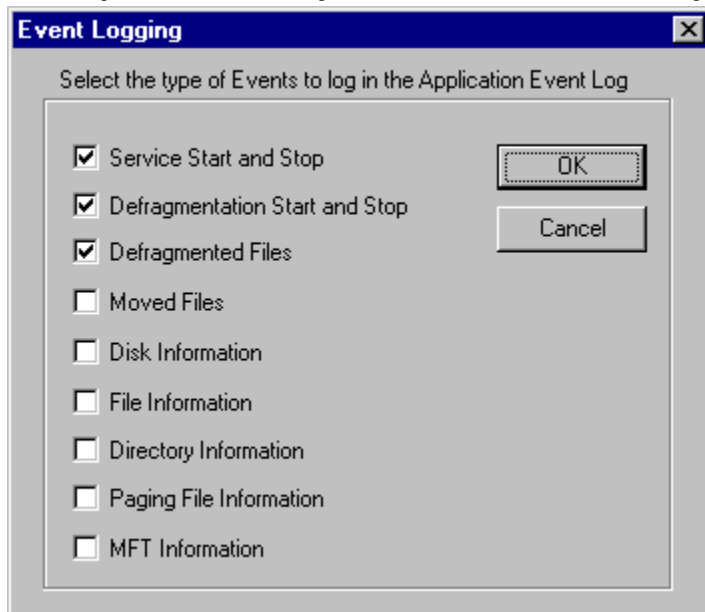 Event Logging
Select the type of Events to log in the Application Event Log
Service Start and Stop
OK
Defragmentation Start and Stop
Cancel
Defragmented Files
Moved Files
Disk Information
File Information
Directory Information
Paging File Information
MFT Information